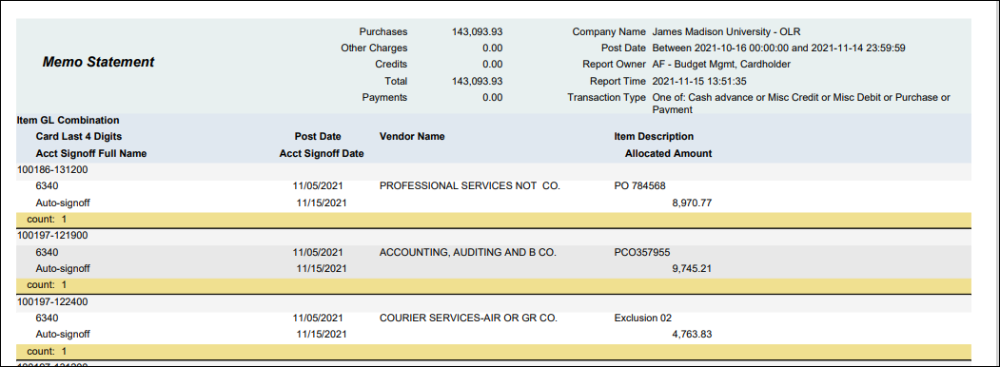 Memo Statement
Purchases 143,093.93
Other Charges 0.00
Credits 0.00
Total 143,093.93
Payments 0.00
Company Name James Madison University - OLR
Post Date Between 2021-10-16 00:00:00 and 2021-11-14 23:59:59
Report Owner AF - Budget Mgmt, Cardholder
Report Time 2021-11-15 13:51:35
Transaction Type One of: Cash advance or Misc Credit or Misc Debit or Purchase or
Payment
Item GL Combination
Card Last 4 Digits Post Date Vendor Name Item Description
Acct Signoff Full Name Acct Signoff Date Allocated Amount
100186-131200
6340 11/05/2021 PROFESSIONAL SERVICES NOT CO. PO 784568
Auto-signoff 11/15/2021 8,970.77
count: 1
100197-121900
6340 11/05/2021 ACCOUNTING, AUDITING AND B CO. PCO357955
Auto-signoff 11/15/2021 9,745.21
count: 1
100197-122400
6340 11/05/2021 COURIER SERVICES-AIR OR GR CO. Exclusion 02
Auto-signoff 11/15/2021 4,763.83
count: 1